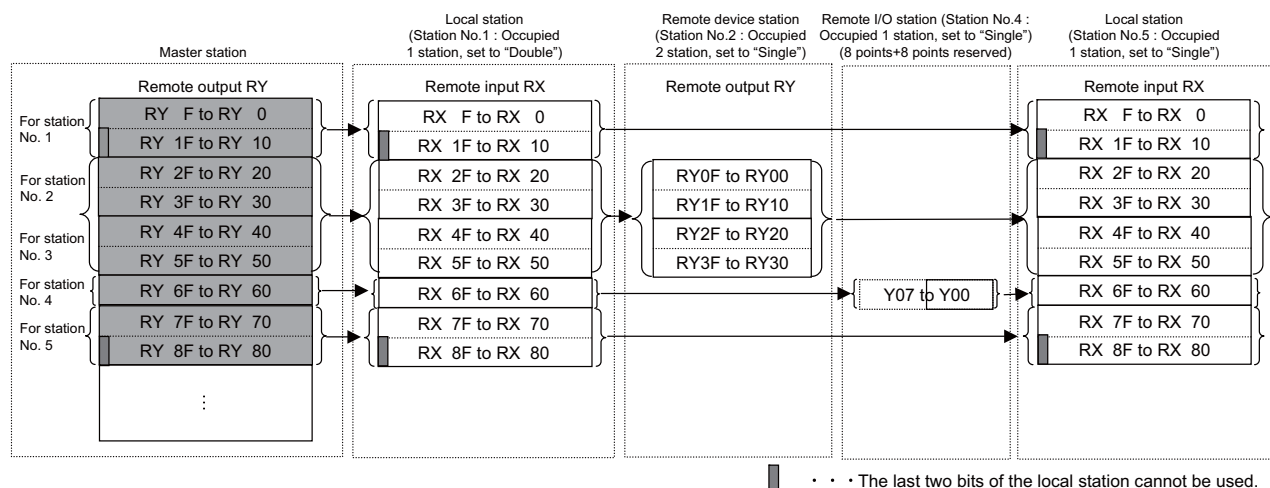 Master station
Local station
(Station No.1 : Occupied
1 station, set to “Double”)
Remote device station
(Station No.2 : Occupied
2 station, set to “Single”)
Remote I/O station (Station No.4 :
Occupied 1 station, set to “Single”)
(8 points+8 points reserved)
Local station
(Station No.5 : Occupied
1 station, set to “Single”)
Remote output RY
For station
No. 1
RY F to RY 0
RY 1F to RY 10
For station
No. 2
RY 2F to RY 20
RY 3F to RY 30
For station
No. 3
RY 4F to RY 40
RY 5F to RY 50
For station
No. 4
RY 6F to RY 60
For station
No. 5
RY 7F to RY 70
RY 8F to RY 80
⋮
Remote input RX
RX F to RX 0
RX 1F to RX 10
RX 2F to RX 20
RX 3F to RX 30
RX 4F to RX 40
RX 5F to RX 50
RX 6F to RX 60
RX 7F to RX 70
RX 8F to RX 80
Remote output RY
RY0F to RY00
RY1F to RY10
RY2F to RY20
RY3F to RY30
Y07 to Y00
Remote input RX
RX F to RX 0
RX 1F to RX 10
RX 2F to RX 20
RX 3F to RX 30
RX 4F to RX 40
RX 5F to RX 50
RX 6F to RX 60
RX 7F to RX 70
RX 8F to RX 80
・・・The last two bits of the local station cannot be used.